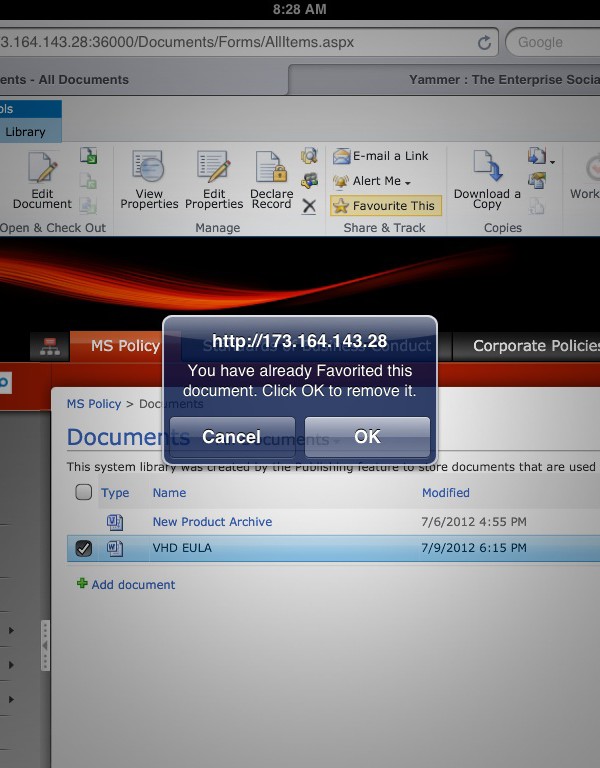 8:28 AM
3.164.143.28:36000/Documents/Forms/AllItems.aspx
Google
ents - All Documents
Yammer : The Enterprise Socia
ols
Library
Edit Document
View Properties
Edit Properties
Declare Record
E-mail a Link
Alert Me
Favourite This
Download a Copy
Work
Open & Check Out
Manage
Share & Track
Copies
MS Policy
Standards of Business Conduct
Corporate Policies
http://173.164.143.28
You have already Favorited this
document. Click OK to remove it.
Cancel
OK
MS Policy > Documents
Documents
Documents
This system library was created by the Publishing feature to store documents that are used
Type
Name
Modified
New Product Archive
7/6/2012 4:55 PM
VHD EULA
7/9/2012 6:15 PM
Add document